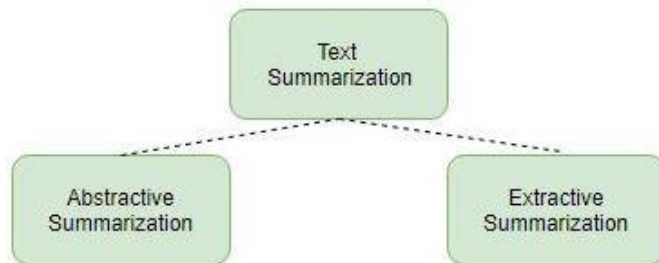 Text
Summarization
Abstractive
Summarization
Extractive
Summarization